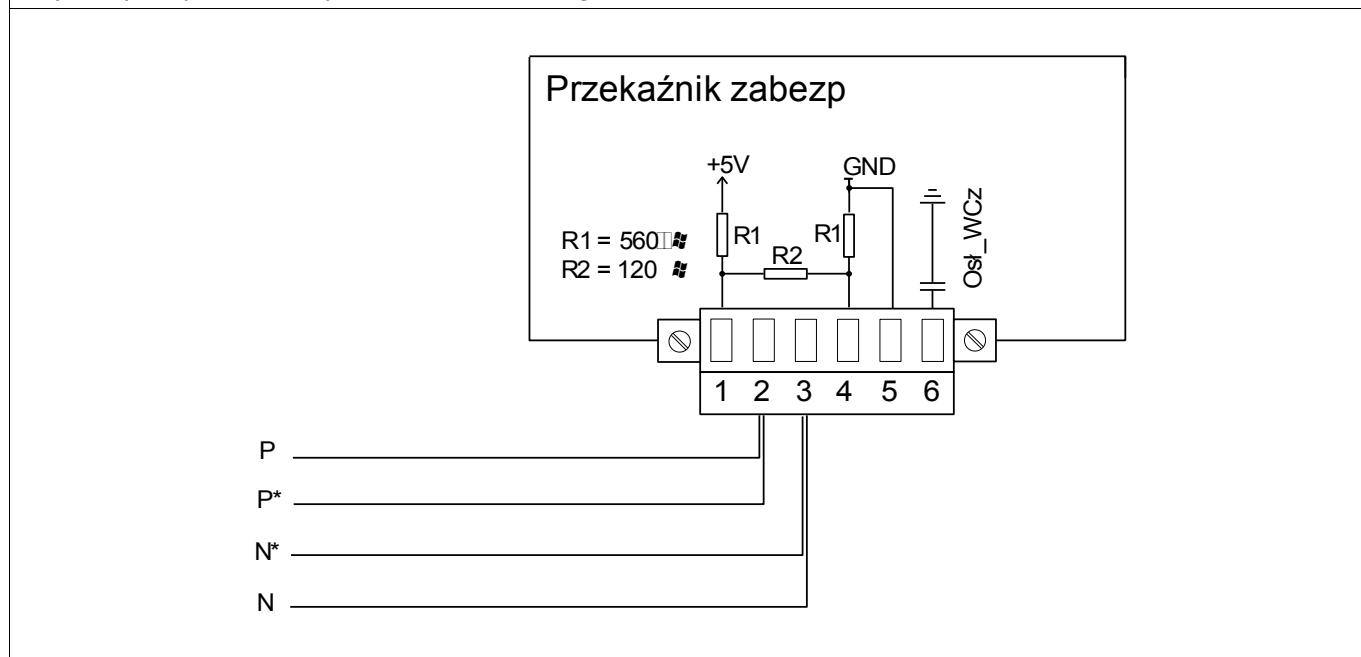 Przekaźnik zabezp
+5V
GND
R1 = 560
R2 = 120
R1
R2
R1
Osł_WCz
1 2 3 4 5 6
P
P*
N*
N